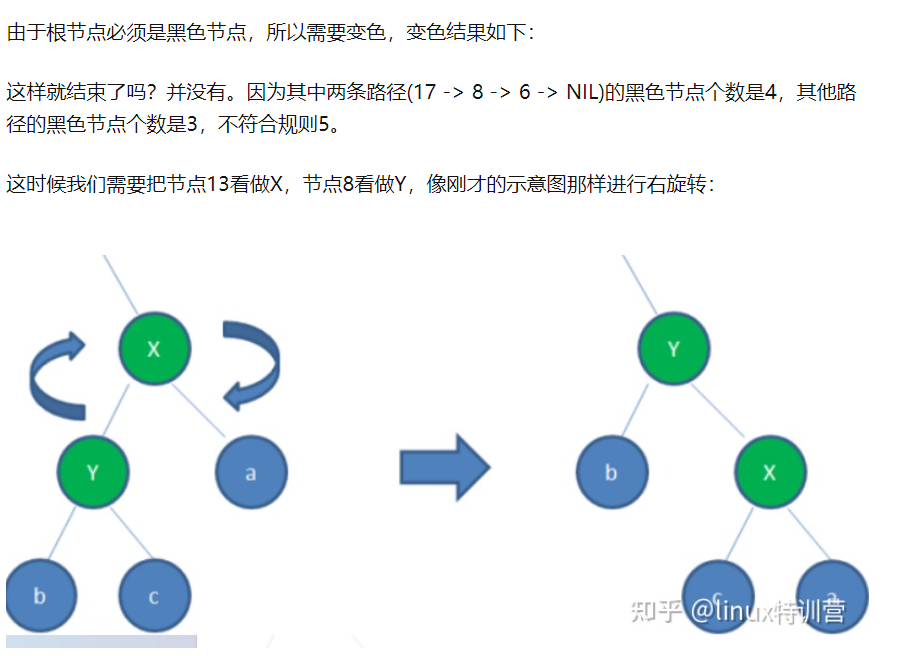 由于根节点必须是黑色节点，所以需要变色，变色结果如下：
这样就结束了吗？并没有。因为其中两条路径(17 -> 8 -> 6 -> NIL)的黑色节点个数是4，其他路
径的黑色节点个数是3，不符合规则5。
这时候我们需要把节点13看做X，节点8看做Y，像刚才的示意图那样进行右旋转：
X
Y
Y
a
b
X
b
c
c
a
知乎 @linux特训营